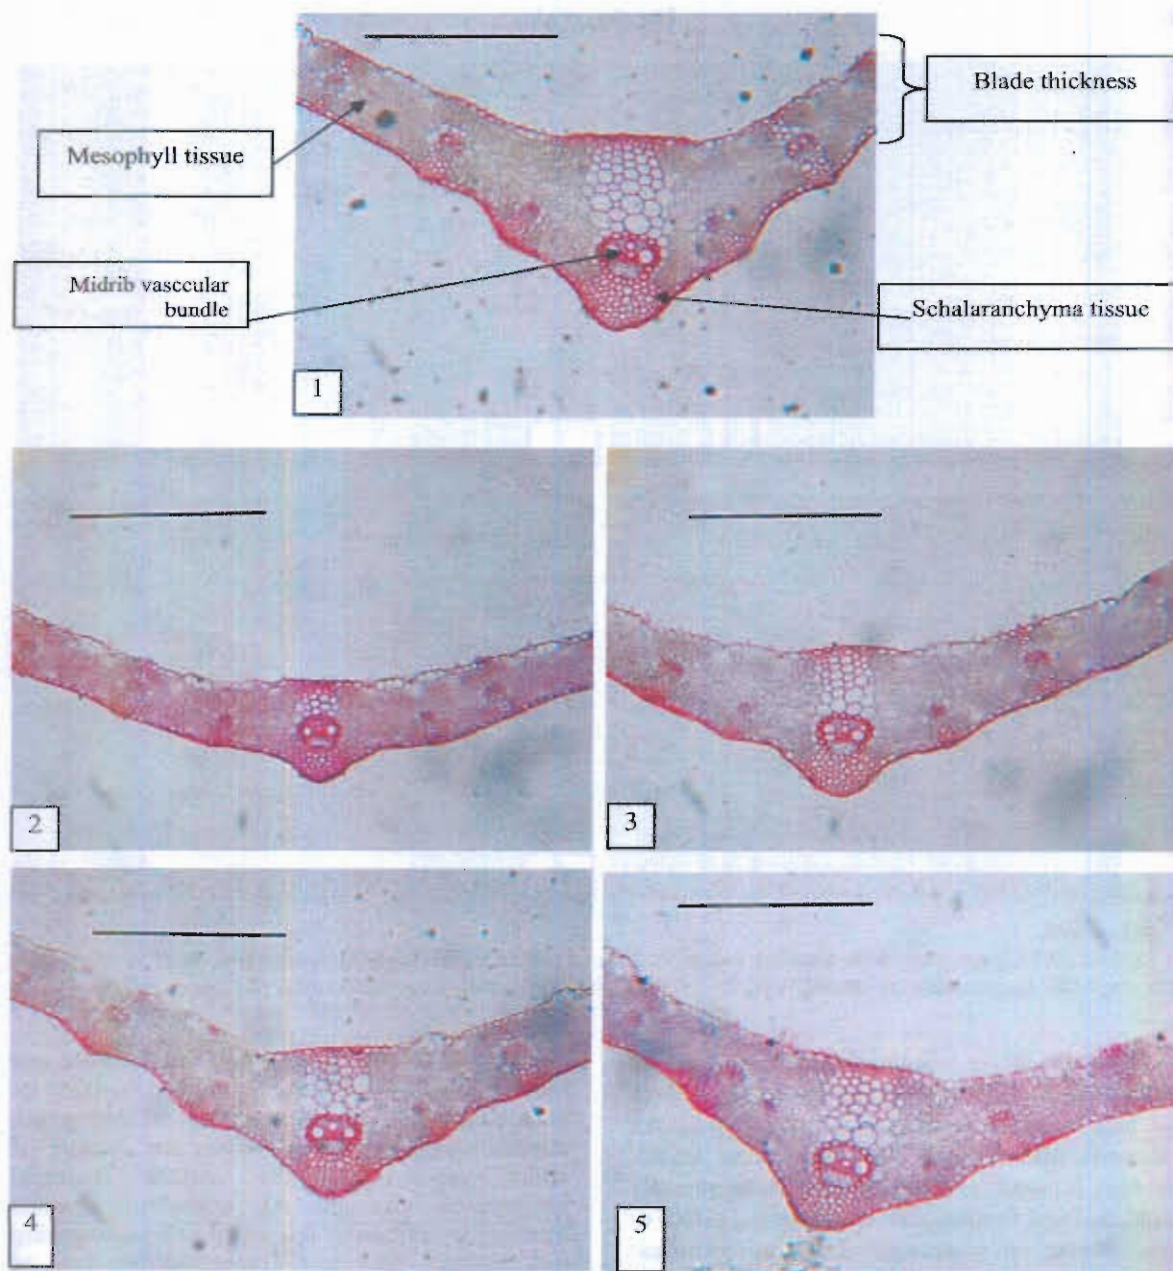 Blade thickness
Mesophyll tissue
Midrib vasccular
bundle
Schalaranchyma tissue
1
2
3
4
5